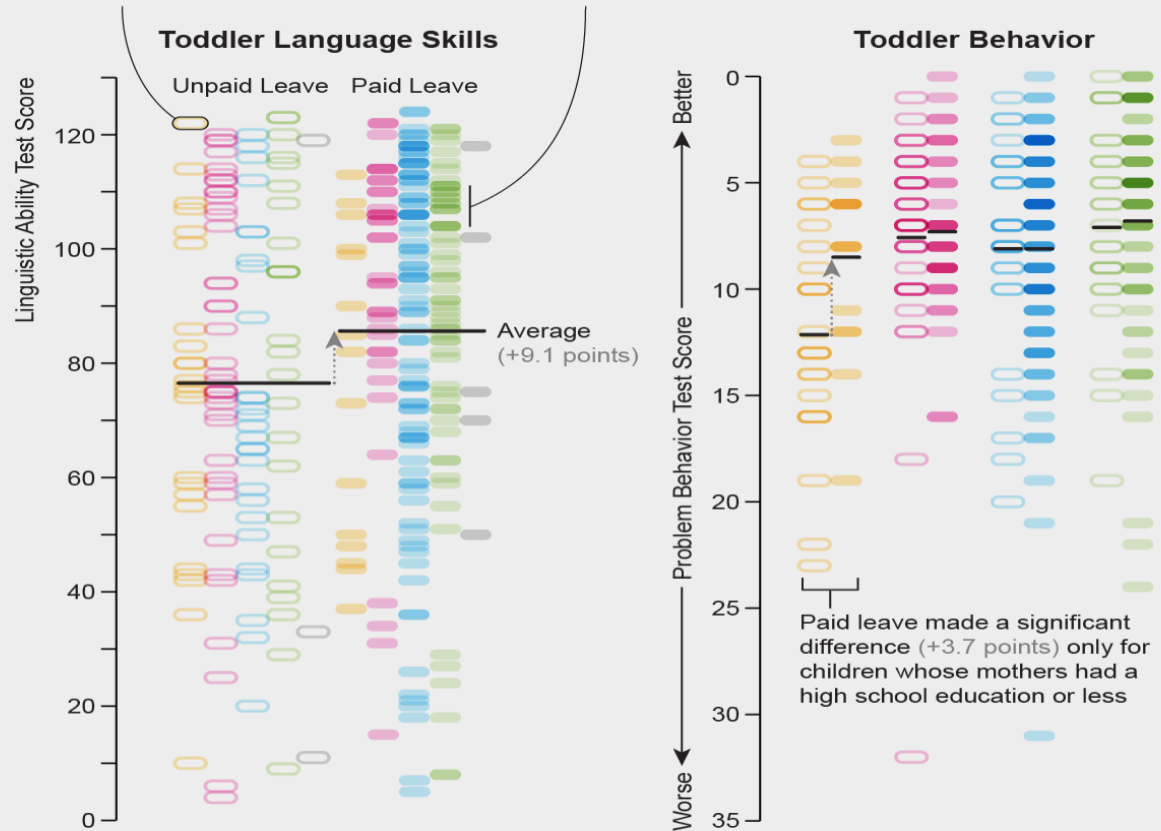 Toddler Language Skills
Unpaid Leave
Paid Leave
Linguistic Ability Test Score
120
100
80
60
40
20
0
Average
(+9.1 points)
Toddler Behavior
Better
Problem Behavior Test Score
Worse
0
5
10
15
20
25
30
35
Paid leave made a significant
difference (+3.7 points) only for
children whose mothers had a
high school education or less